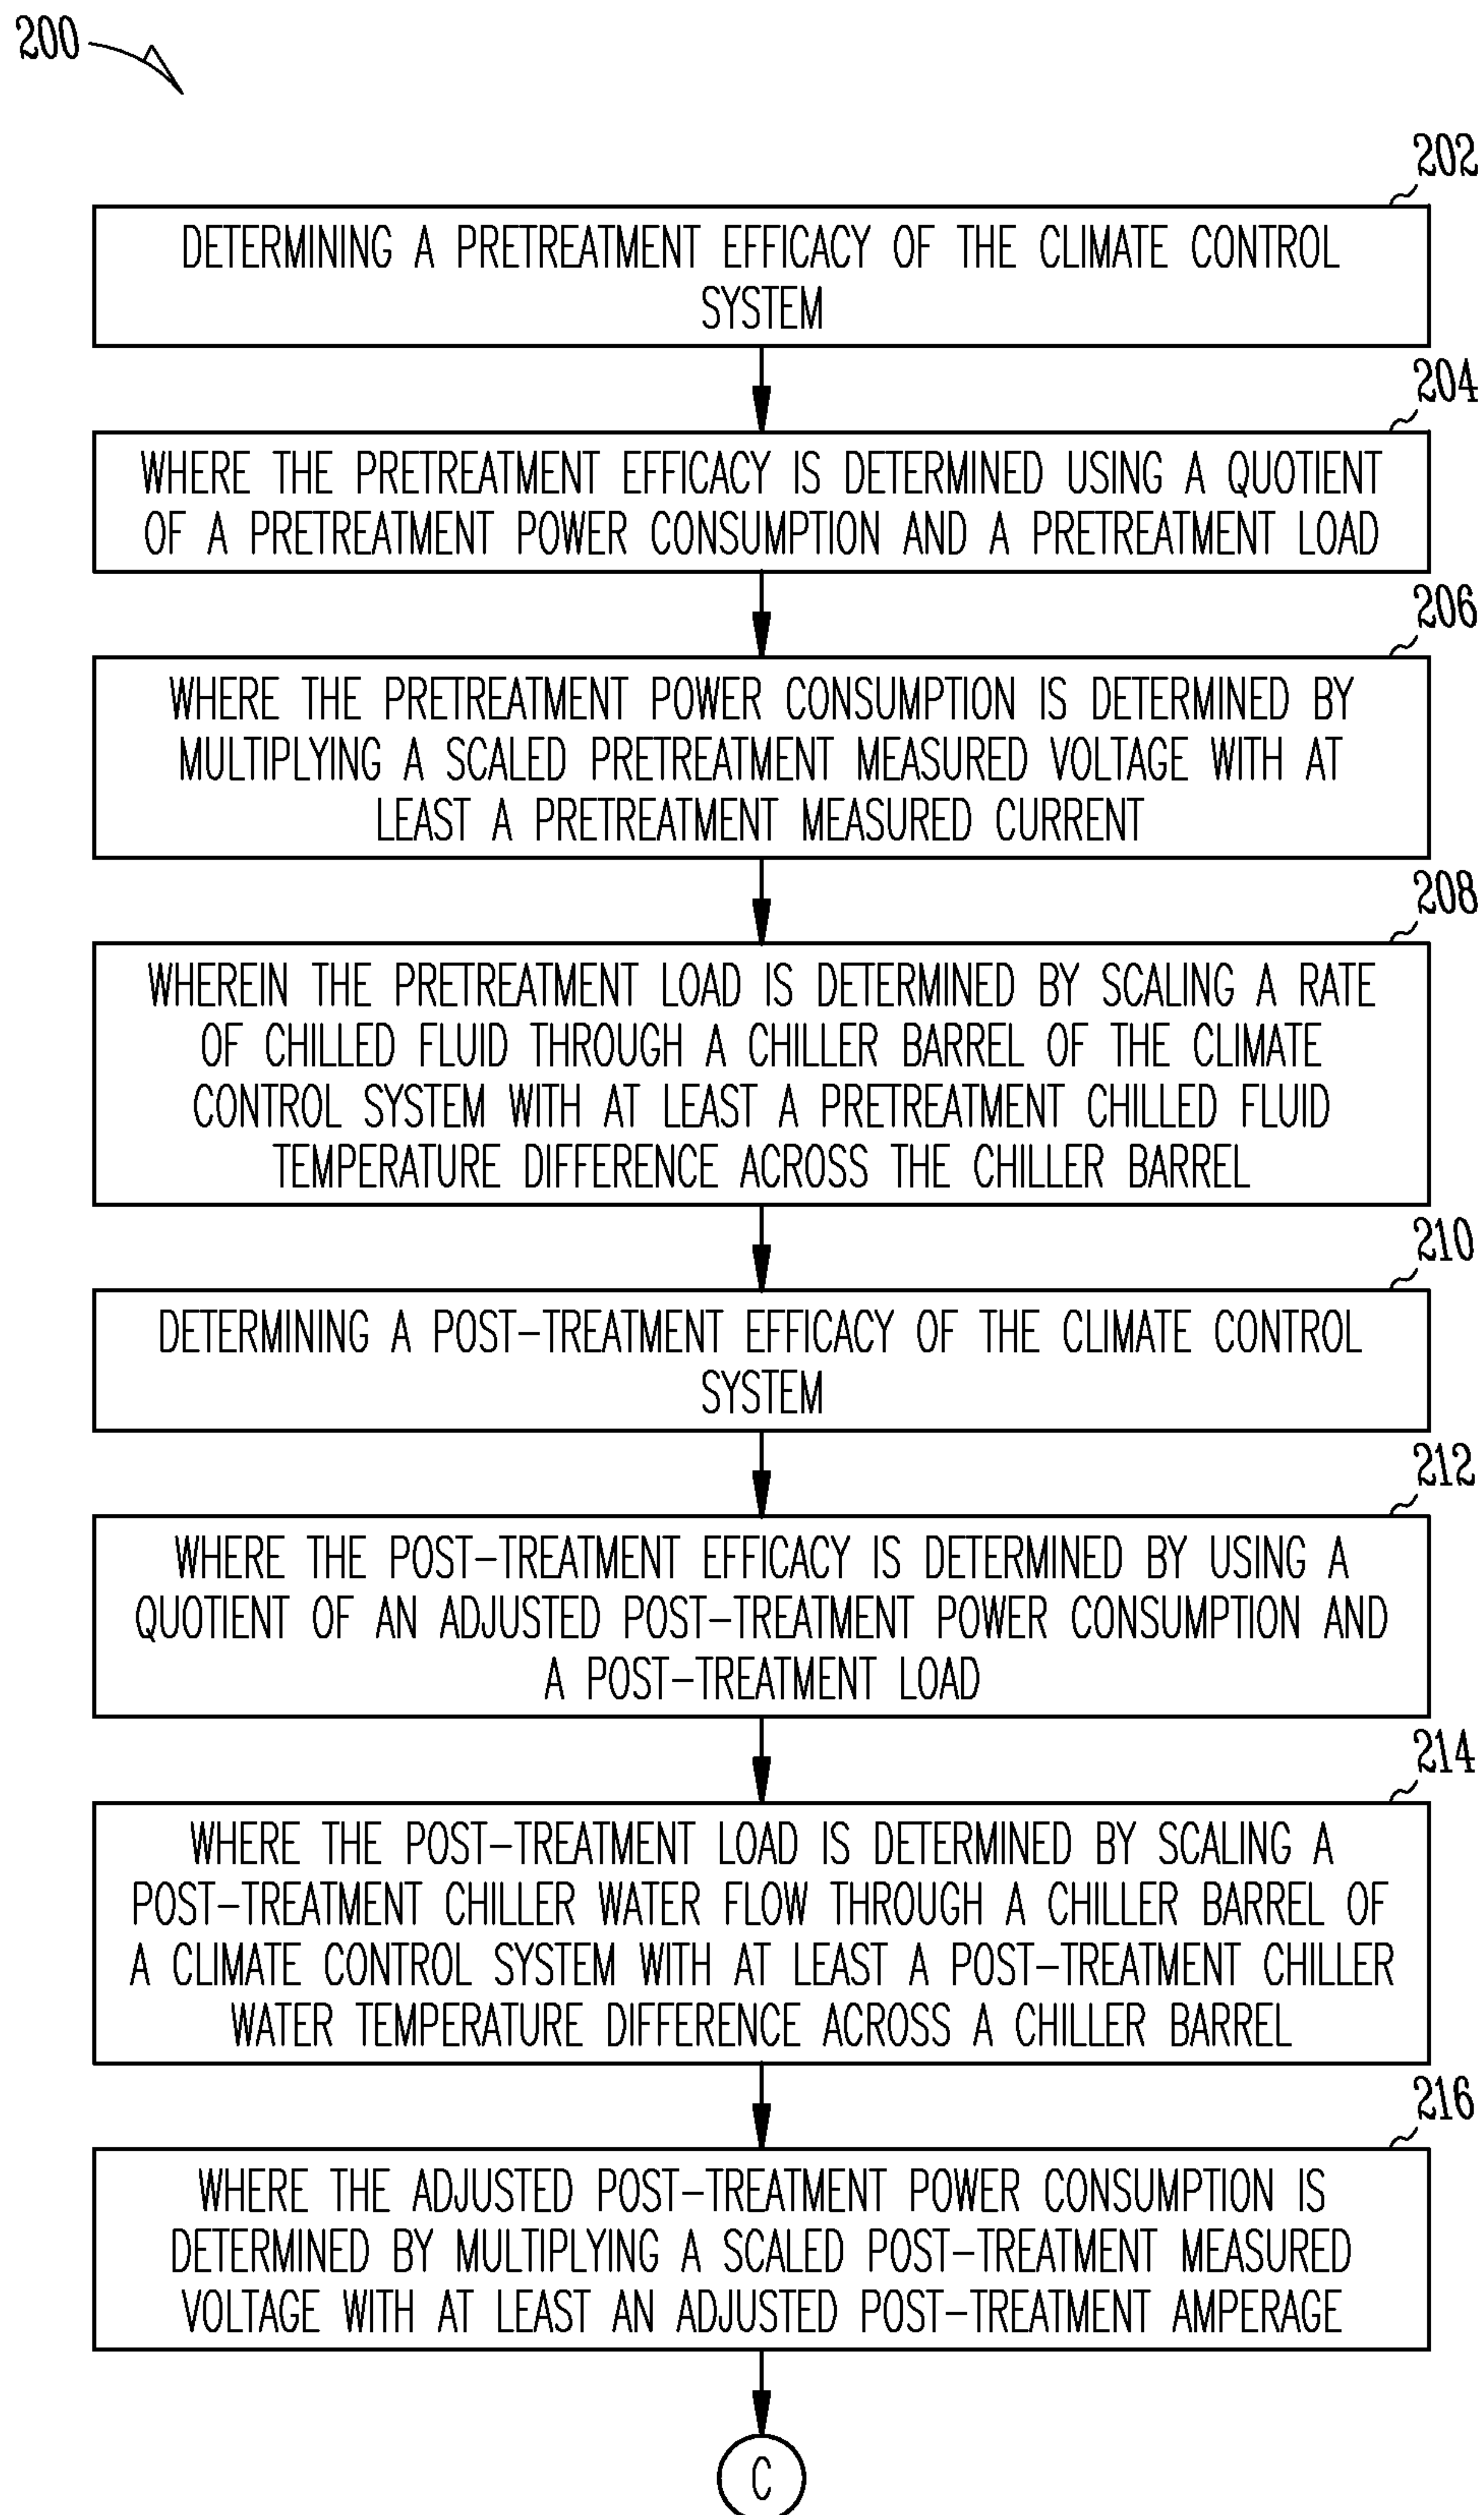 200
202
DETERMINING A PRETREATMENT EFFICACY OF THE CLIMATE CONTROL
SYSTEM
204
WHERE THE PRETREATMENT EFFICACY IS DETERMINED USING A QUOTIENT
OF A PRETREATMENT POWER CONSUMPTION AND A PRETREATMENT LOAD
206
WHERE THE PRETREATMENT POWER CONSUMPTION IS DETERMINED BY
MULTIPLYING A SCALED PRETREATMENT MEASURED VOLTAGE WITH AT
LEAST A PRETREATMENT MEASURED CURRENT
208
WHEREIN THE PRETREATMENT LOAD IS DETERMINED BY SCALING A RATE
OF CHILLED FLUID THROUGH A CHILLER BARREL OF THE CLIMATE
CONTROL SYSTEM WITH AT LEAST A PRETREATMENT CHILLED FLUID
TEMPERATURE DIFFERENCE ACROSS THE CHILLER BARREL
210
DETERMINING A POST-TREATMENT EFFICACY OF THE CLIMATE CONTROL
SYSTEM
212
WHERE THE POST-TREATMENT EFFICACY IS DETERMINED BY USING A
QUOTIENT OF AN ADJUSTED POST-TREATMENT POWER CONSUMPTION AND
A POST-TREATMENT LOAD
214
WHERE THE POST-TREATMENT LOAD IS DETERMINED BY SCALING A
POST-TREATMENT CHILLER WATER FLOW THROUGH A CHILLER BARREL OF
A CLIMATE CONTROL SYSTEM WITH AT LEAST A POST-TREATMENT CHILLER
WATER TEMPERATURE DIFFERENCE ACROSS A CHILLER BARREL
216
WHERE THE ADJUSTED POST-TREATMENT POWER CONSUMPTION IS
DETERMINED BY MULTIPLYING A SCALED POST-TREATMENT MEASURED
VOLTAGE WITH AT LEAST AN ADJUSTED POST-TREATMENT AMPERAGE
C